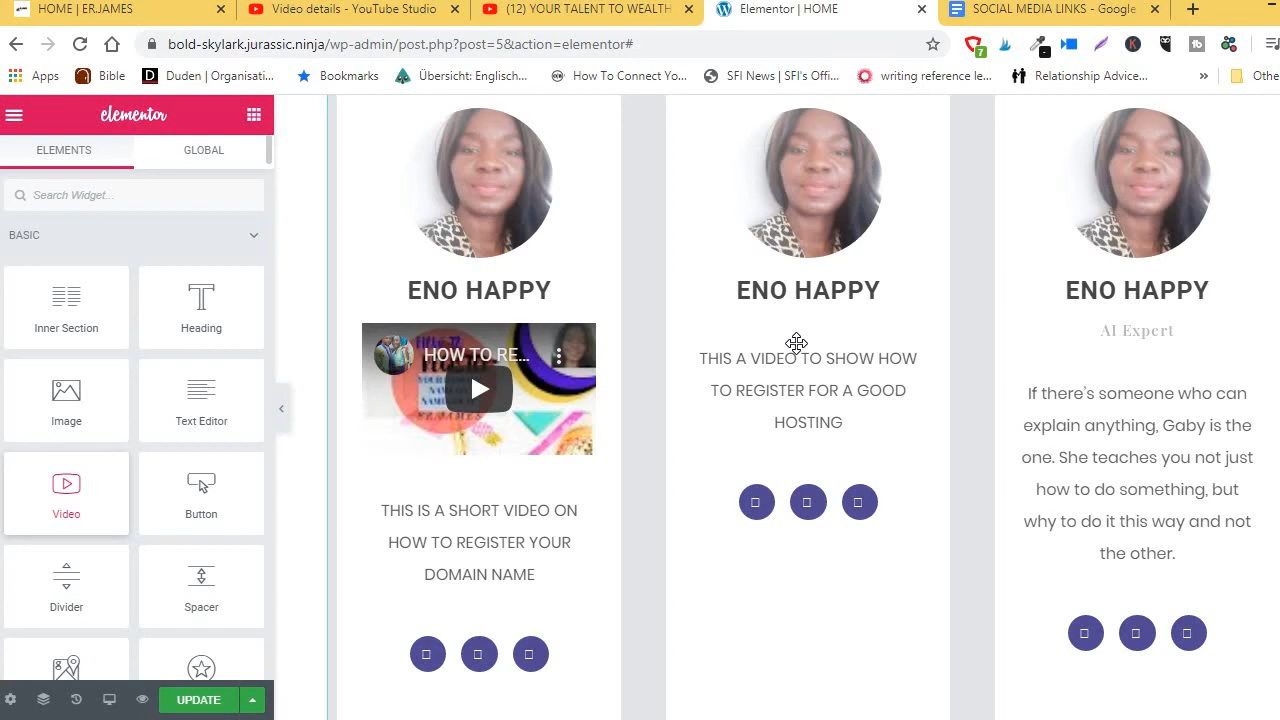 HOME | ERJAMES
Video details - YouTube Studio
(12) YOUR TALENT TO WEALTH
Elementor | HOME
SOCIAL MEDIA LINKS - Google
bold-skylark.jurassic.ninja/wp-admin/post.php?post=5&action=elementor#
7
tb
K
Apps
Bible
D
Duden | Organisati...
Bookmarks
Übersicht: Englisch...
How To Connect You...
SFI News | SFI's Offi...
writing reference le...
Relationship Advice...
»
Othe
elementor
ELEMENTS
GLOBAL
Search Widget...
BASIC
Inner Section
Heading
Image
Text Editor
Video
Button
Divider
Spacer
UPDATE
ENO HAPPY
HOW TO RE...
THIS IS A SHORT VIDEO ON
HOW TO REGISTER YOUR
DOMAIN NAME
ENO HAPPY
THIS A VIDEO TO SHOW HOW
TO REGISTER FOR A GOOD
HOSTING
ENO HAPPY
AI Expert
If there's someone who can
explain anything, Gaby is the
one. She teaches you not just
how to do something, but
why to do it this way and not
the other.